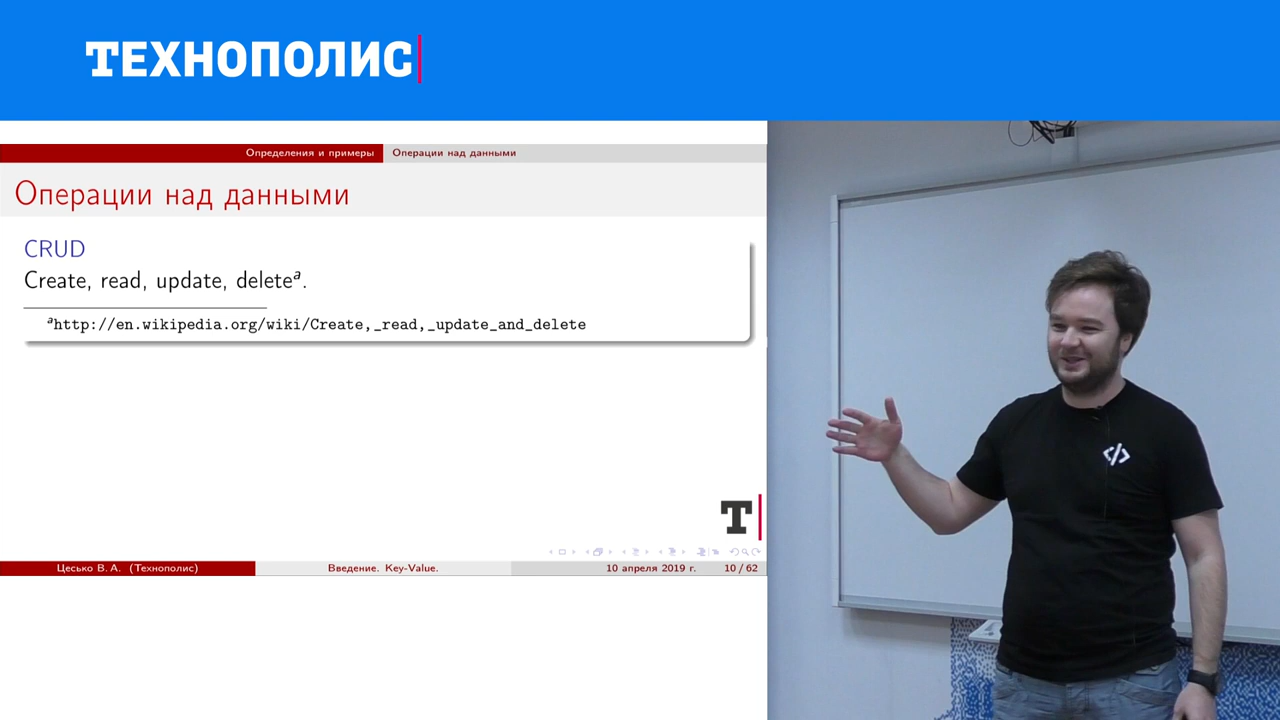 ТЕХНОПОЛИС
Определения и примеры Операции над данными
Операции над данными
CRUD
Create, read, update, deleteᵃ.
ᵃhttp://en.wikipedia.org/wiki/Create,_read,_update_and_delete
Т
Цесько В. А. (Технополис) Введение. Key-Value. 10 апреля 2019 г. 10 / 62